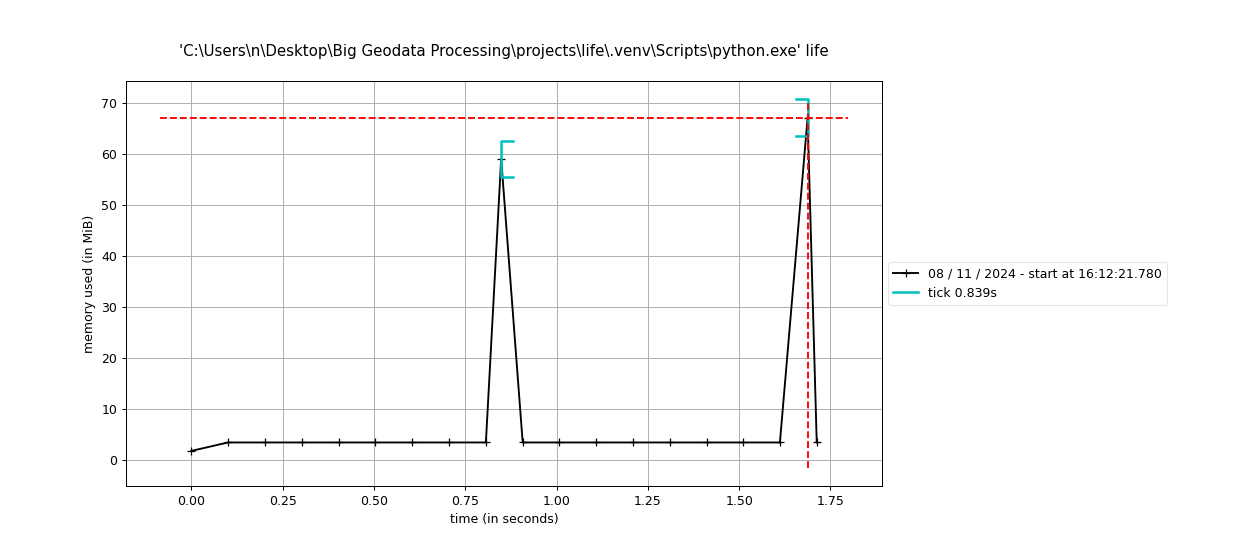 'C:\Users\n\Desktop\Big Geodata Processing\projects\life\.venv\Scripts\python.exe' life
memory used (in MiB)
70
60
50
40
30
20
10
0
0.00 0.25 0.50 0.75 1.00 1.25 1.50 1.75
time (in seconds)
08 / 11 / 2024 - start at 16:12:21.780
tick 0.839s